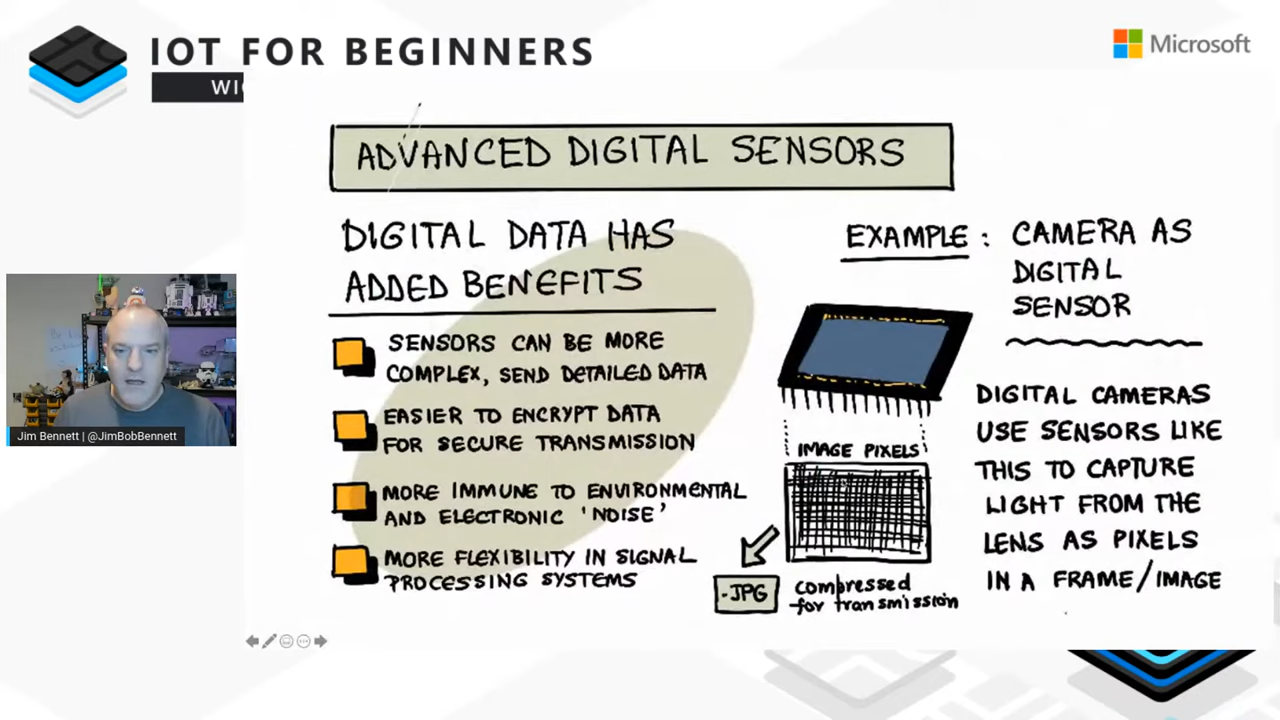 IOT FOR BEGINNERS
Microsoft
ADVANCED DIGITAL SENSORS
DIGITAL DATA HAS
ADDED BENEFITS
SENSORS CAN BE MORE
COMPLEX, SEND DETAILED DATA
EASIER TO ENCRYPT DATA
FOR SECURE TRANSMISSION
MORE IMMUNE TO ENVIRONMENTAL
AND ELECTRONIC 'NOISE'
MORE FLEXIBILITY IN SIGNAL
PROCESSING SYSTEMS
EXAMPLE : CAMERA AS
DIGITAL
SENSOR
IMAGE PIXELS
.JPG
compressed
for transmission
DIGITAL CAMERAS
USE SENSORS LIKE
THIS TO CAPTURE
LIGHT FROM THE
LENS AS PIXELS
IN A FRAME/IMAGE
Jim Bennett | @JimBobBennett